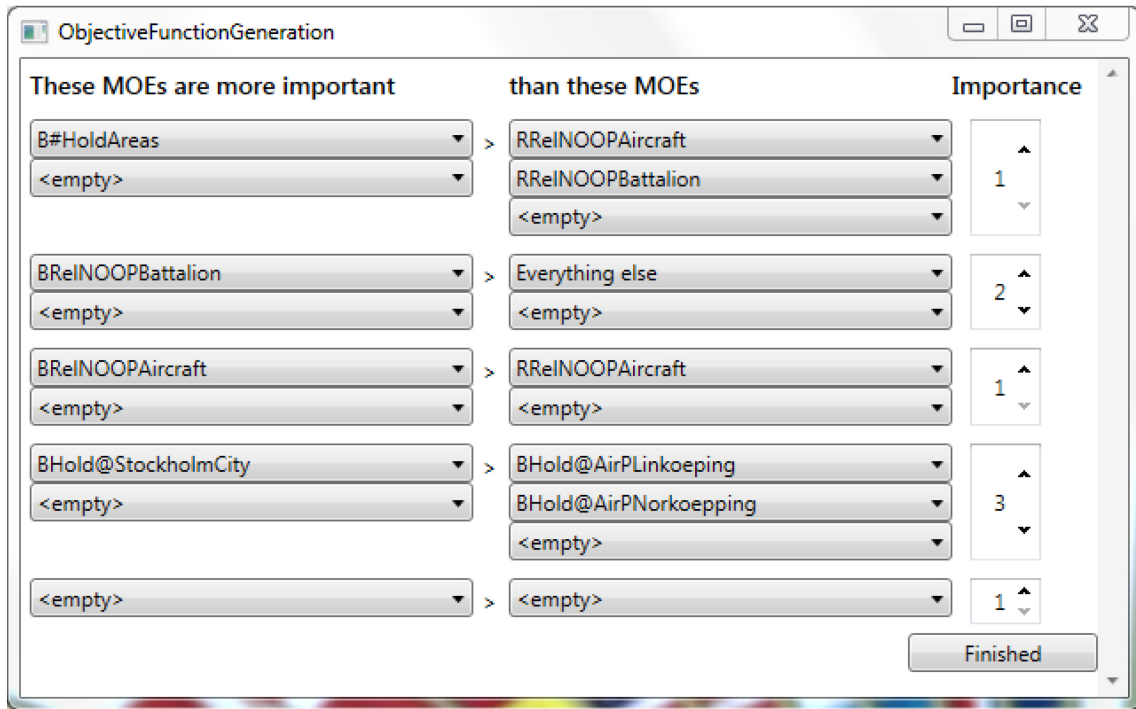 ObjectiveFunctionGeneration
These MOEs are more important than these MOEs Importance
B#HoldAreas > RRelNOOPAircraft
<empty> RRelNOOPBattalion 1
<empty>
BRelNOOPBattalion > Everything else 2
<empty> <empty>
BRelNOOPAircraft > RRelNOOPAircraft 1
<empty> <empty>
BHold@StockholmCity > BHold@AirPLinkoeping
<empty> BHold@AirPNorkoepping 3
<empty>
<empty> > <empty> 1
Finished